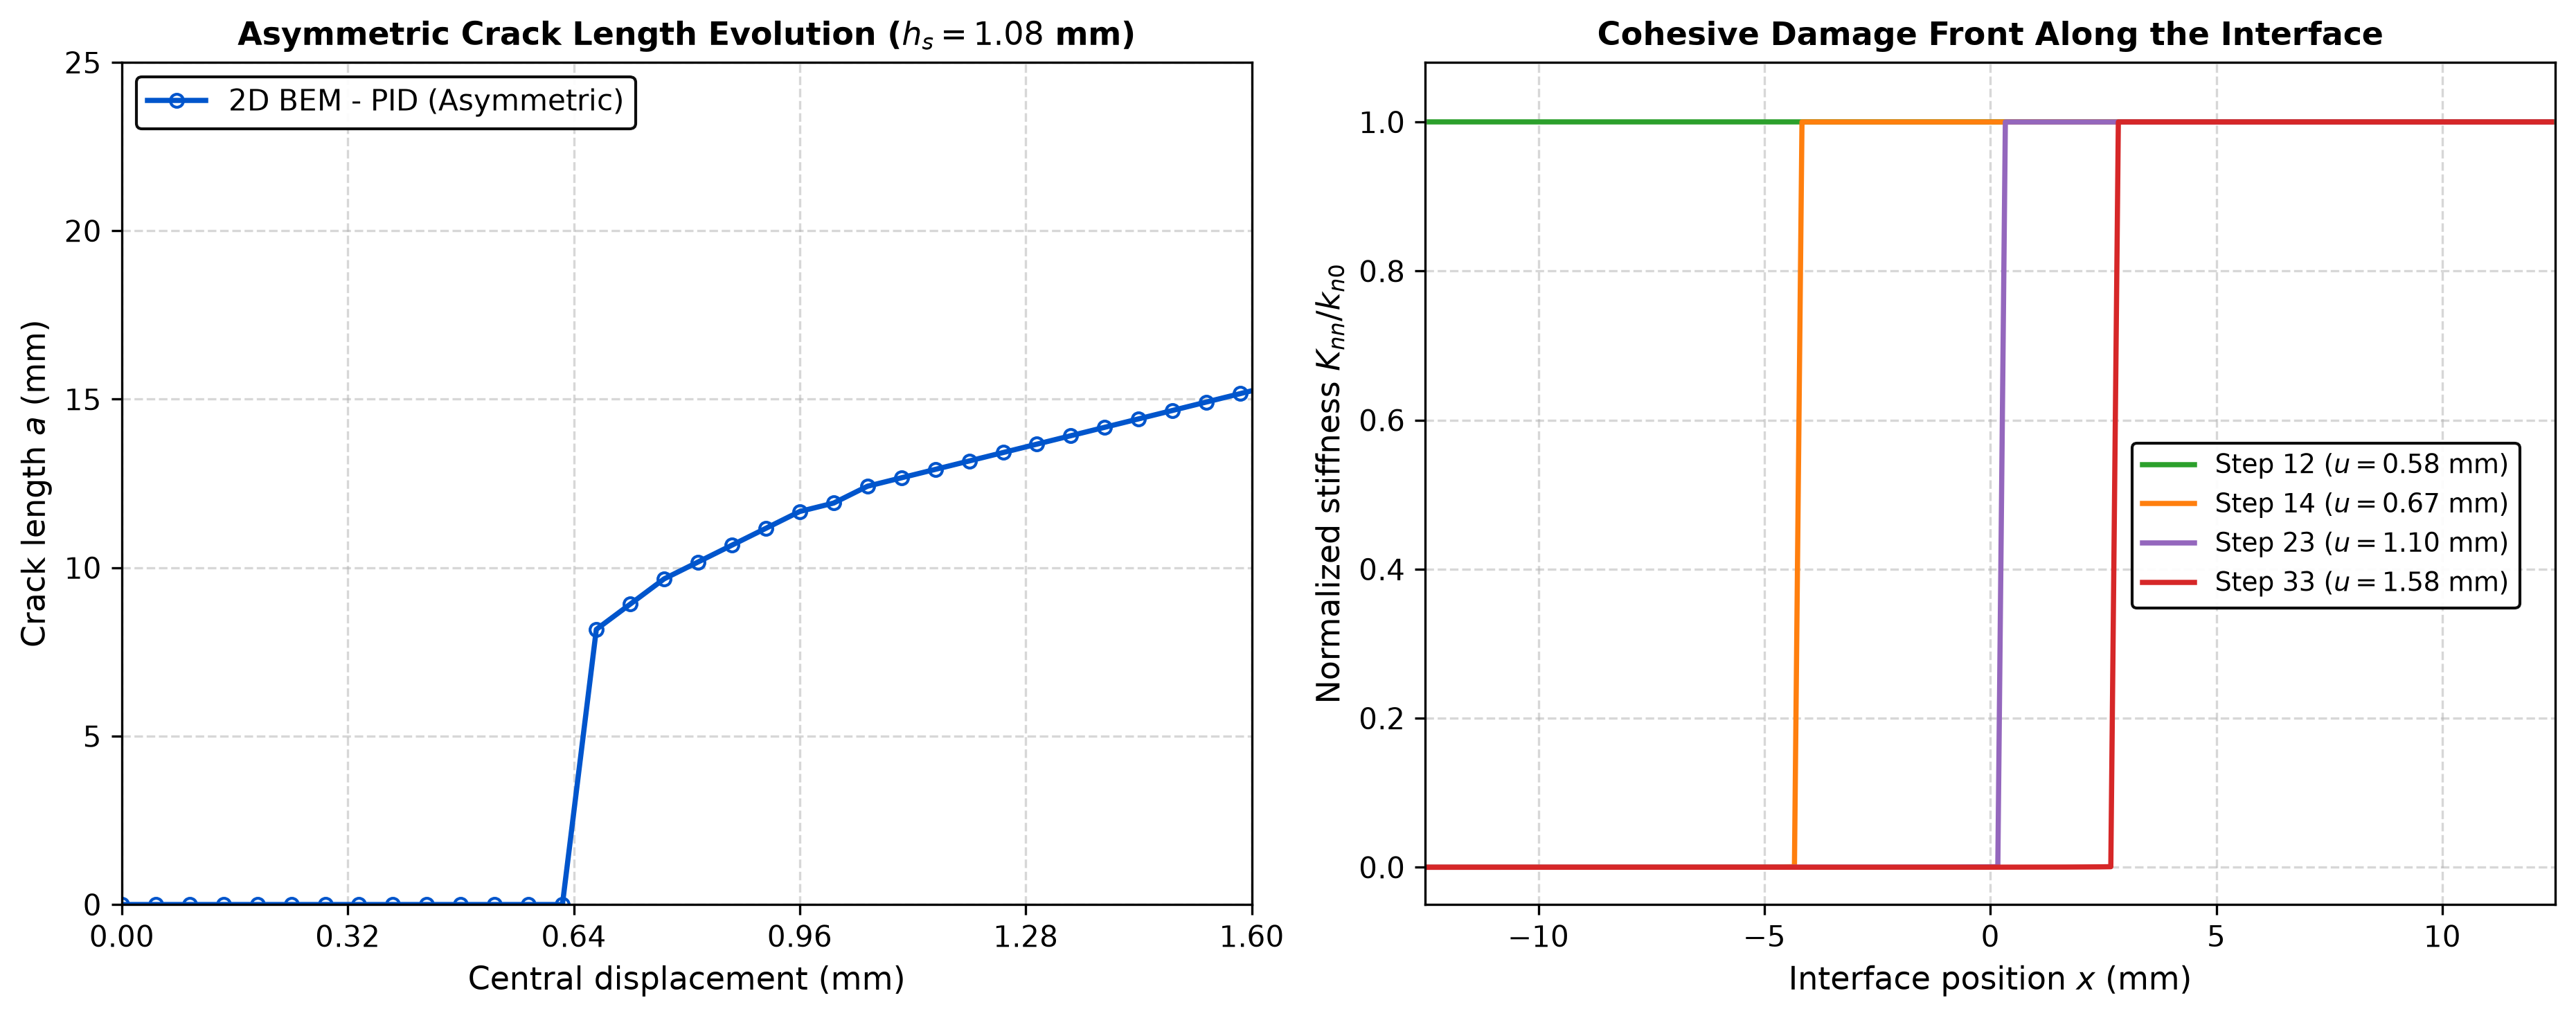 Asymmetric Crack Length Evolution (hₛ = 1.08 mm)
2D BEM - PID (Asymmetric)
25
20
15
10
5
0
Crack length a (mm)
0.00 0.32 0.64 0.96 1.28 1.60
Central displacement (mm)
Cohesive Damage Front Along the Interface
1.0
0.8
0.6
0.4
0.2
0.0
Normalized stiffness Kₙₙ/kₙ₀
Step 12 (u = 0.58 mm)
Step 14 (u = 0.67 mm)
Step 23 (u = 1.10 mm)
Step 33 (u = 1.58 mm)
−10 −5 0 5 10
Interface position x (mm)